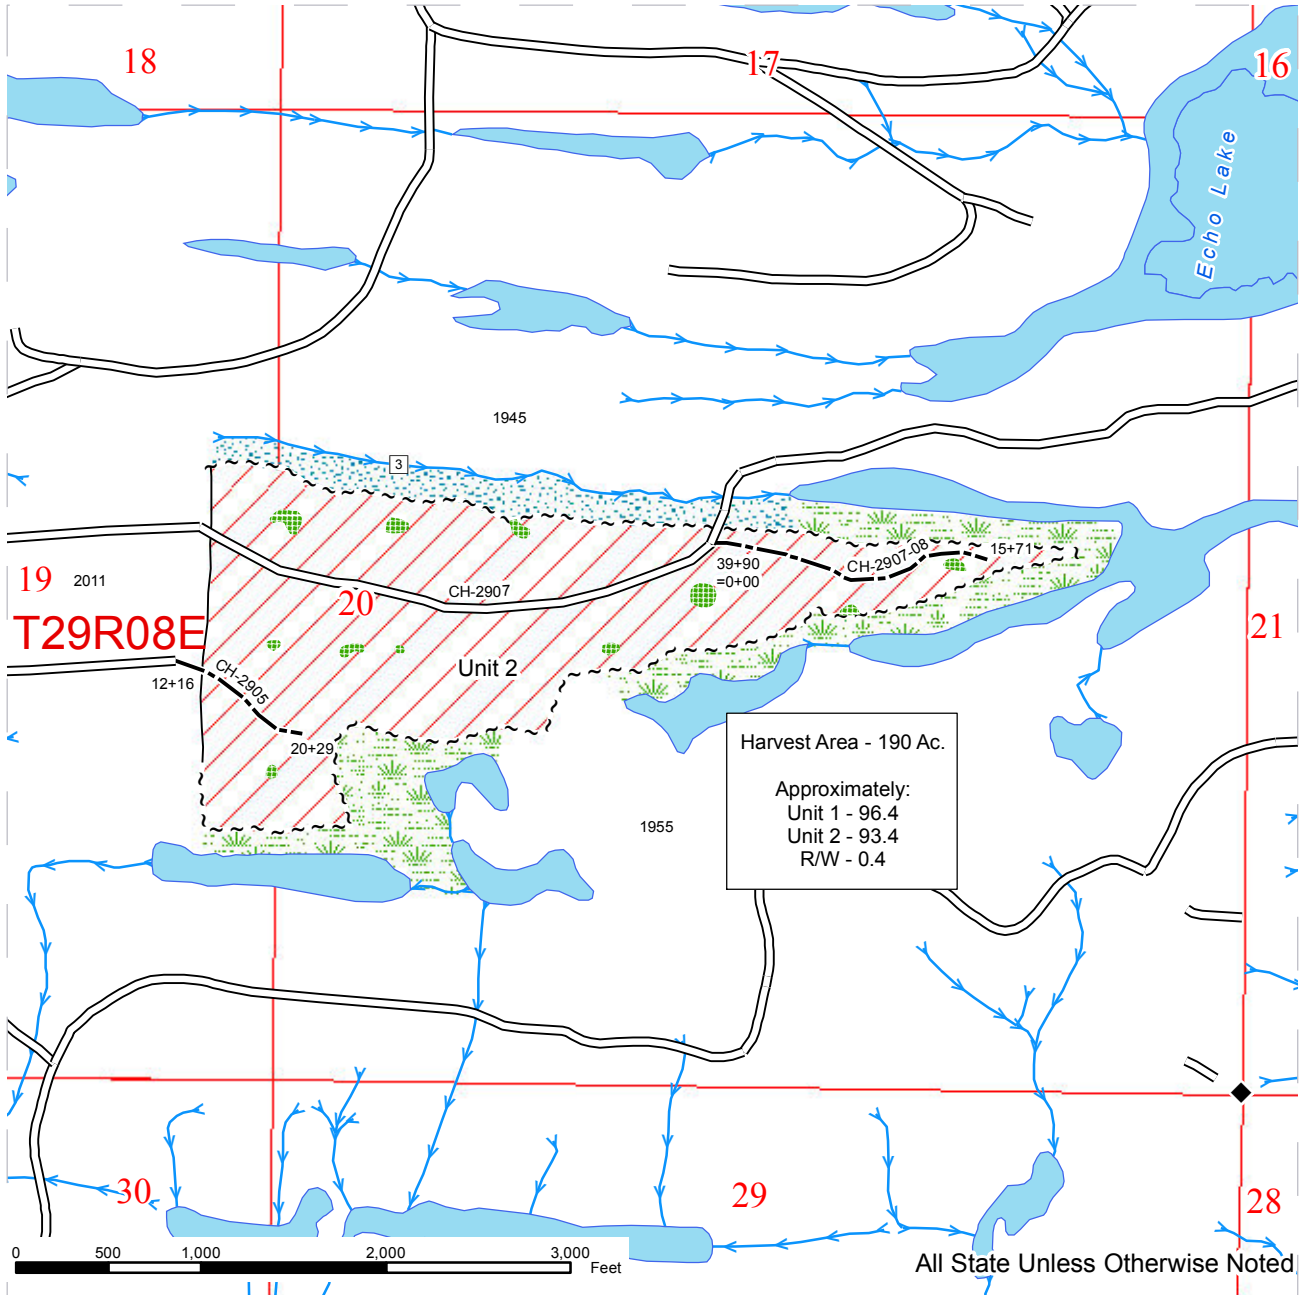 18
17
16
Echo Lake
1945
3
19
2011
20
CH-2907
39+90
=0+00
CH-2907-08
15+71
21
T29R08E
12+16
CH-2905
20+29
Unit 2
Harvest Area - 190 Ac.
Approximately:
Unit 1 - 96.4
Unit 2 - 93.4
R/W - 0.4
1955
30
29
28
0 500 1,000 2,000 3,000
Feet
All State Unless Otherwise Noted